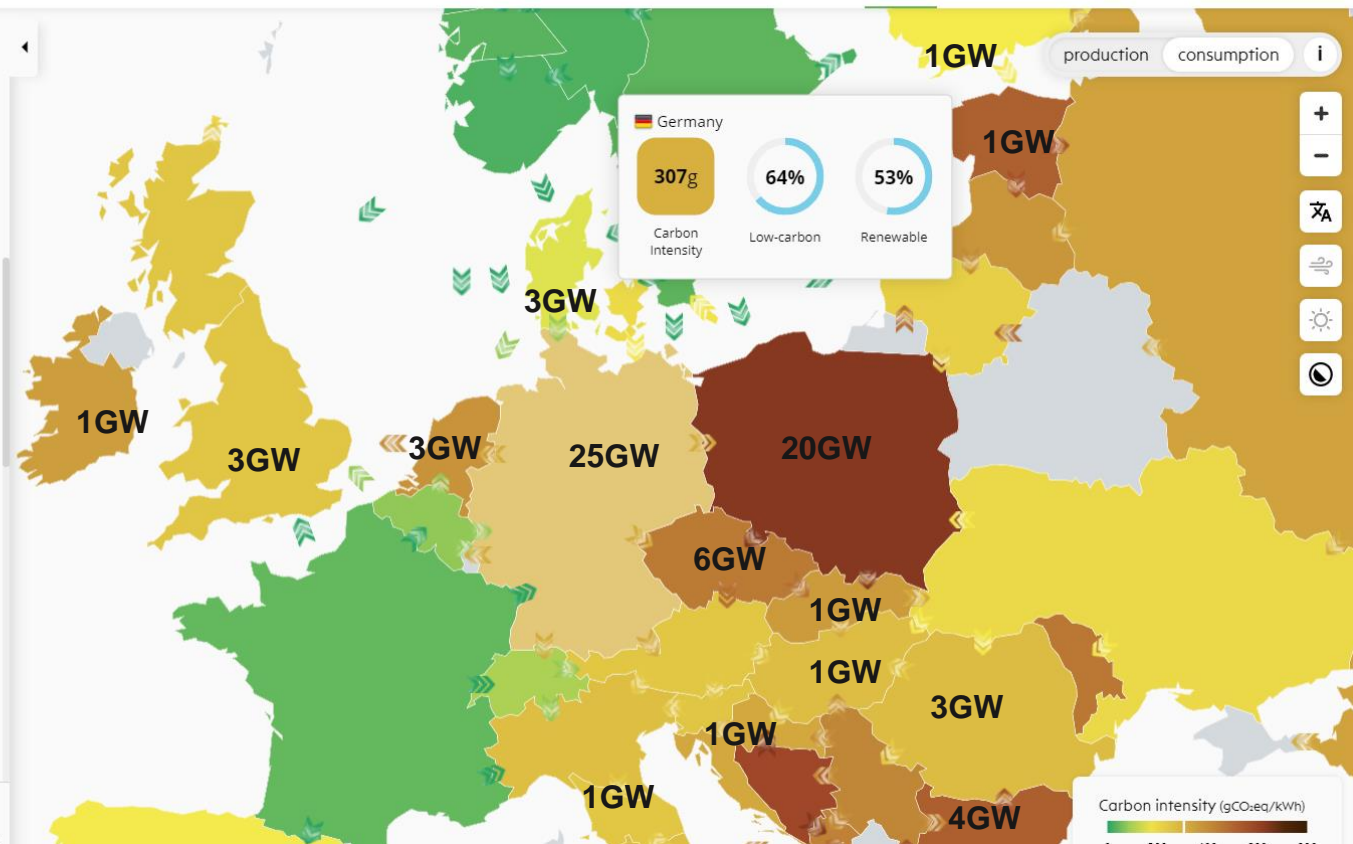 production consumption i
1GW
+
Germany
1GW
−
307g 64% 53%
Carbon
Intensity
Low-carbon
Renewable
3GW
1GW
3GW
3GW
25GW
20GW
6GW
1GW
1GW
3GW
1GW
1GW
4GW
Carbon intensity (gCO₂eq/kWh)